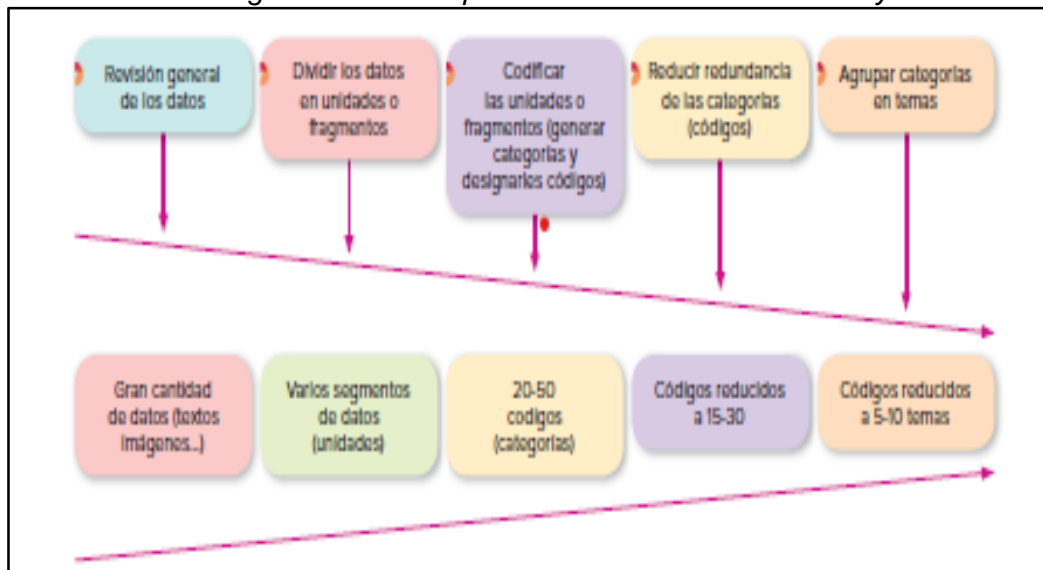 Revisión general
de los datos
Dividir los datos
en unidades o
fragmentos
Codificar
las unidades o
fragmentos (generar
categorías y
designarles códigos)
Reducir redundancia
de las categorías
(códigos)
Agrupar categorías
en temas
Gran cantidad
de datos (textos
imágenes...)
Varios segmentos
de datos
(unidades)
20-50
codigos
(categorías)
Códigos reducidos
a 15-30
Códigos reducidos
a 5-10 temas